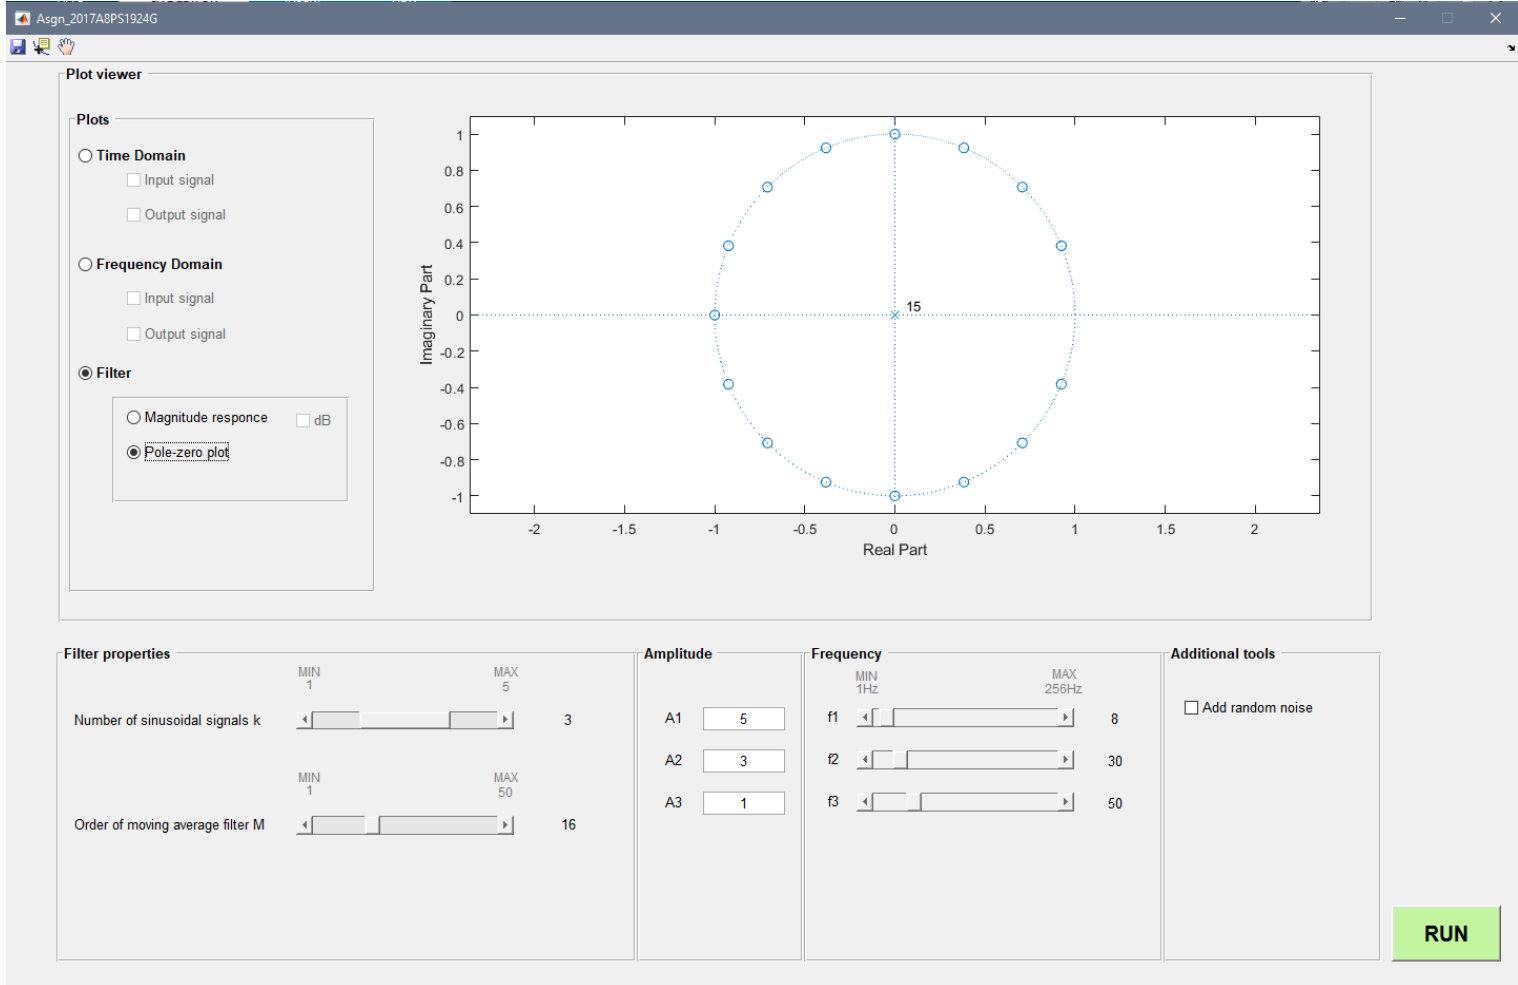 Asgn_2017A8PS1924G
Plot viewer
Plots
Time Domain
Input signal
Output signal
Frequency Domain
Input signal
Output signal
Filter
Magnitude responce
dB
Pole-zero plot
1
0.8
0.6
0.4
0.2
0
-0.2
-0.4
-0.6
-0.8
-1
Imaginary Part
15
-2 -1.5 -1 -0.5 0 0.5 1 1.5 2
Real Part
Filter properties
MIN MAX
1 5
Number of sinusoidal signals k 3
MIN MAX
1 50
Order of moving average filter M 16
Amplitude
A1 5
A2 3
A3 1
Frequency
MIN MAX
1Hz 256Hz
f1 8
f2 30
f3 50
Additional tools
Add random noise
RUN